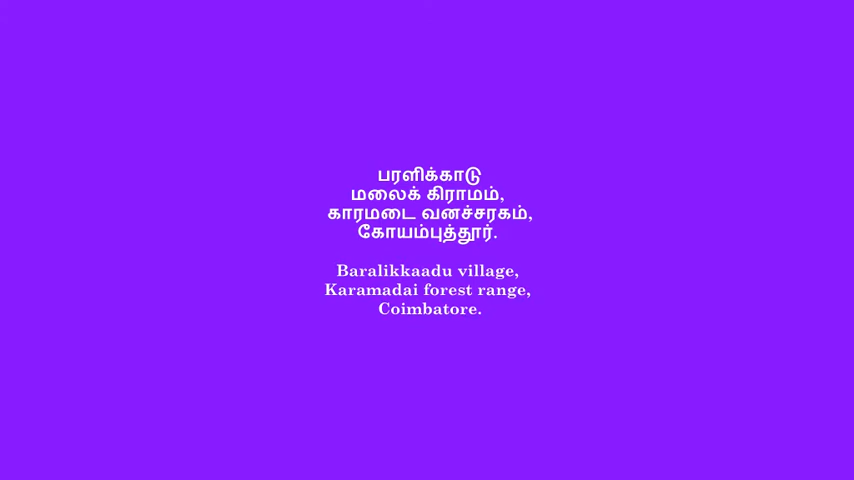 பரளிக்காடு
மலைக் கிராமம்,
காரமடை வனச்சரகம்,
கோயம்புத்தூர்.
Baralikkaadu village,
Karamadai forest range,
Coimbatore.